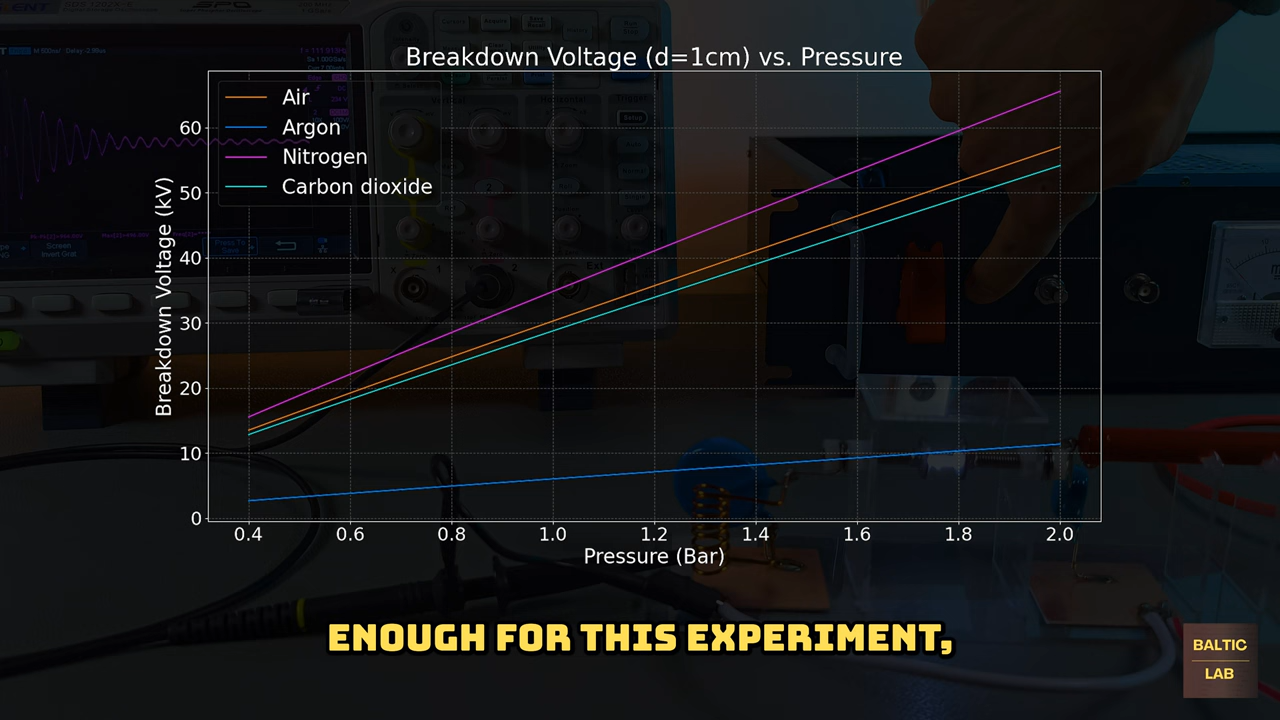 Breakdown Voltage (d=1cm) vs. Pressure
Air
Argon
Nitrogen
Carbon dioxide
Breakdown Voltage (kV)
60
50
40
30
20
10
0
0.4 0.6 0.8 1.0 1.2 1.4 1.6 1.8 2.0
Pressure (Bar)
ENOUGH FOR THIS EXPERIMENT,
BALTIC
LAB